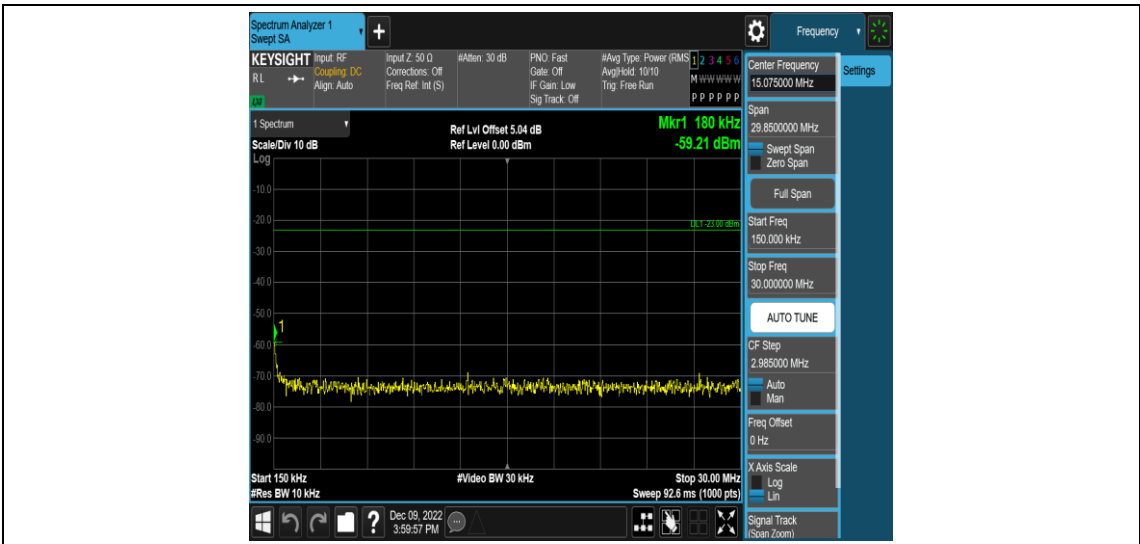 Spectrum Analyzer 1
Swept SA
+
Frequency
KEYSIGHT
RL
LXI
Input: RF
Coupling: DC
Align: Auto
Input Z: 50 Ω
Corrections: Off
Freq Ref: Int (S)
#Atten: 30 dB
PNO: Fast
Gate: Off
IF Gain: Low
Sig Track: Off
#Avg Type: Power (RMS
Avg|Hold: 10/10
Trig: Free Run
1 2 3 4 5 6
M W W W W W
P P P P P P
Center Frequency
15.075000 MHz
Settings
Span
29.8500000 MHz
Swept Span
Zero Span
Full Span
Start Freq
150.000 kHz
Stop Freq
30.000000 MHz
AUTO TUNE
CF Step
2.985000 MHz
Auto
Man
Freq Offset
0 Hz
X Axis Scale
Log
Lin
Signal Track
(Span Zoom)
1 Spectrum
Scale/Div 10 dB
Ref Lvl Offset 5.04 dB
Ref Level 0.00 dBm
Mkr1 180 kHz
-59.21 dBm
Log
-10.0
-20.0
DL1 -23.00 dBm
-30.0
-40.0
-50.0
1
-60.0
-70.0
-80.0
-90.0
Start 150 kHz
#Video BW 30 kHz
Stop 30.00 MHz
#Res BW 10 kHz
Sweep 92.6 ms (1000 pts)
?
Dec 09, 2022
3:59:57 PM